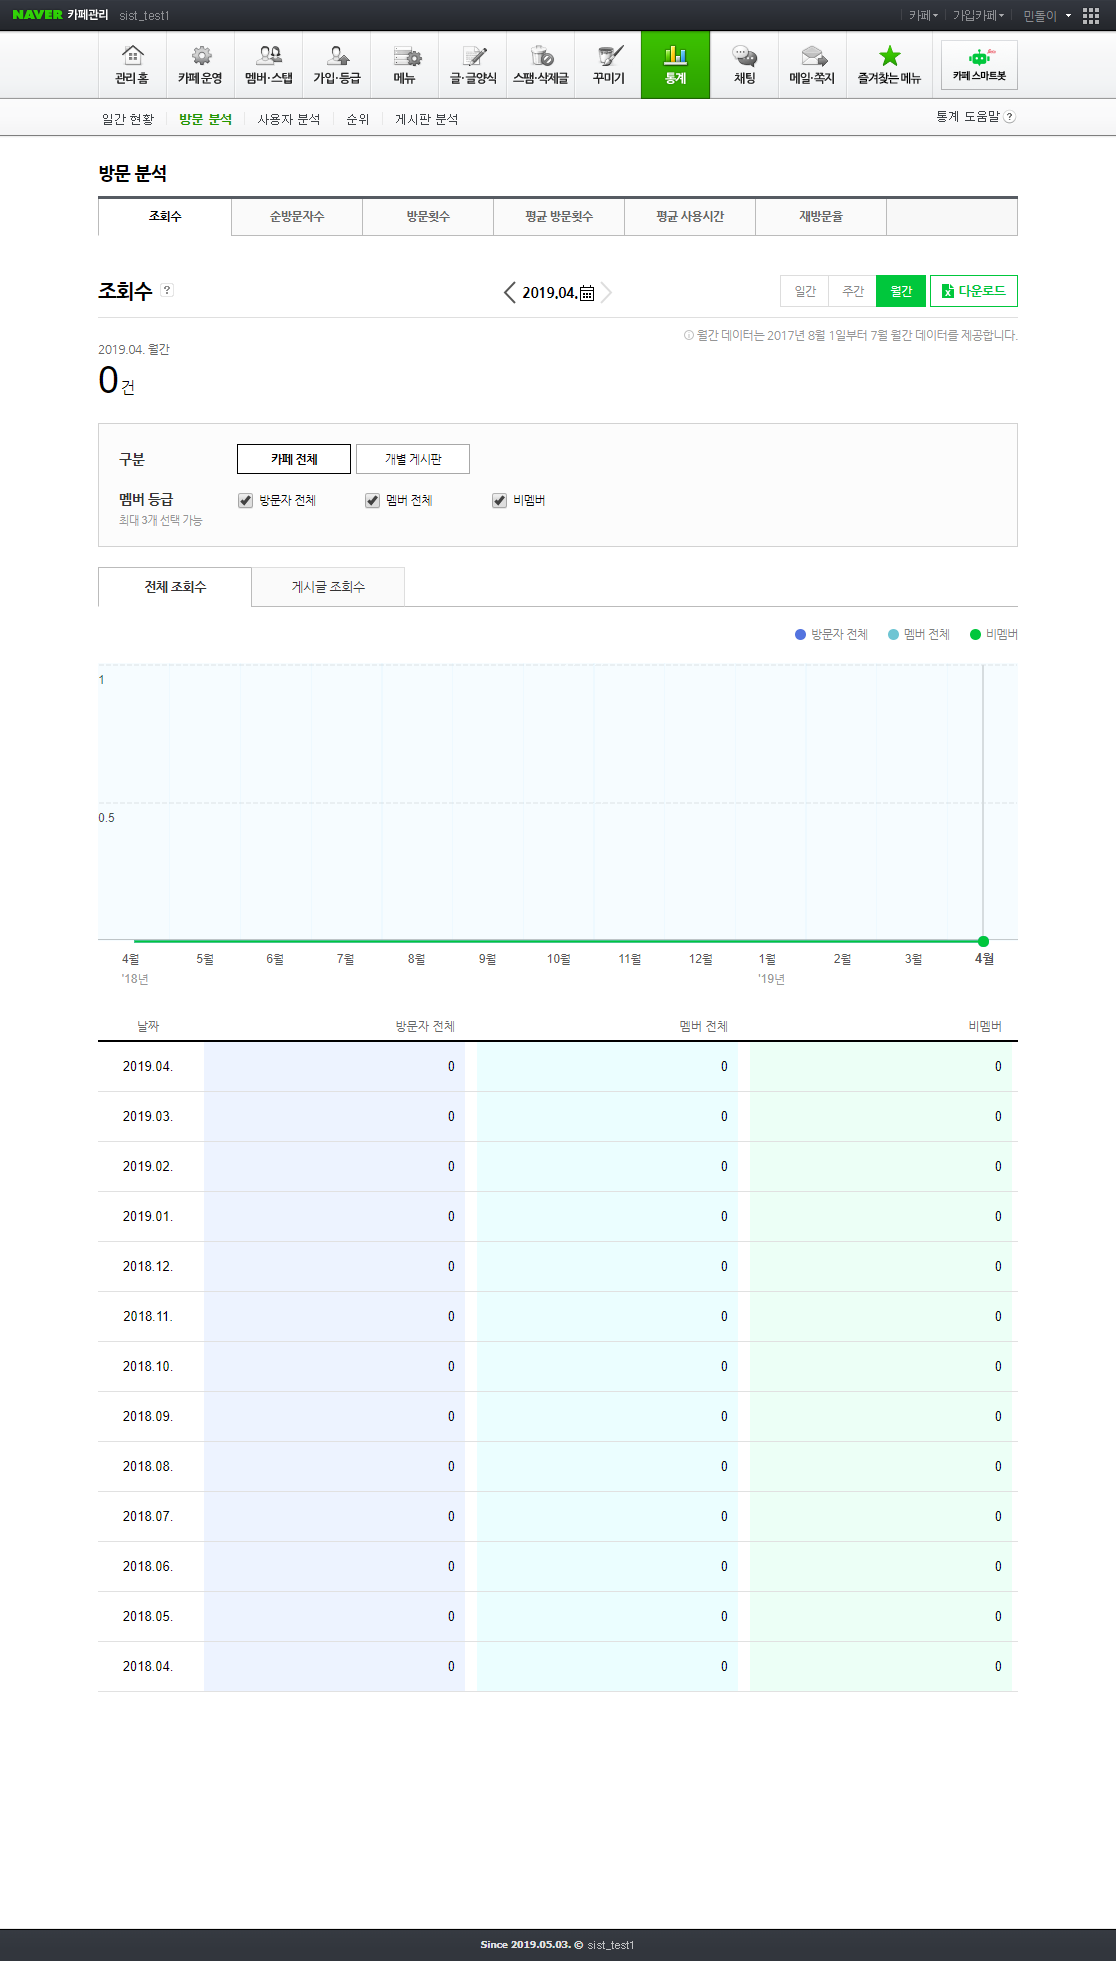 NAVER 카페관리 sist_test1 카페 가입카페 민돌이
관리 홈 카페 운영 멤버·스탭 가입·등급 메뉴 글·글양식 스팸·삭제글 꾸미기 통계 채팅 메일·쪽지 즐겨찾는 메뉴 카페 스마트봇
일간 현황 방문 분석 사용자 분석 순위 게시판 분석 통계 도움말 ?
방문 분석
조회수 순방문자수 방문횟수 평균 방문횟수 평균 사용시간 재방문율
조회수 ? 2019.04. 일간 주간 월간 다운로드
월간 데이터는 2017년 8월 1일부터 7월 월간 데이터를 제공합니다.
2019.04. 월간
0건
구분 카페 전체 개별 게시판
멤버 등급 방문자 전체 멤버 전체 비멤버
최대 3개 선택 가능
전체 조회수 게시글 조회수
방문자 전체 멤버 전체 비멤버
1
0.5
4월 5월 6월 7월 8월 9월 10월 11월 12월 1월 2월 3월 4월
'18년 '19년
날짜 방문자 전체 멤버 전체 비멤버
2019.04. 0 0 0
2019.03. 0 0 0
2019.02. 0 0 0
2019.01. 0 0 0
2018.12. 0 0 0
2018.11. 0 0 0
2018.10. 0 0 0
2018.09. 0 0 0
2018.08. 0 0 0
2018.07. 0 0 0
2018.06. 0 0 0
2018.05. 0 0 0
2018.04. 0 0 0
Since 2019.05.03. © sist_test1